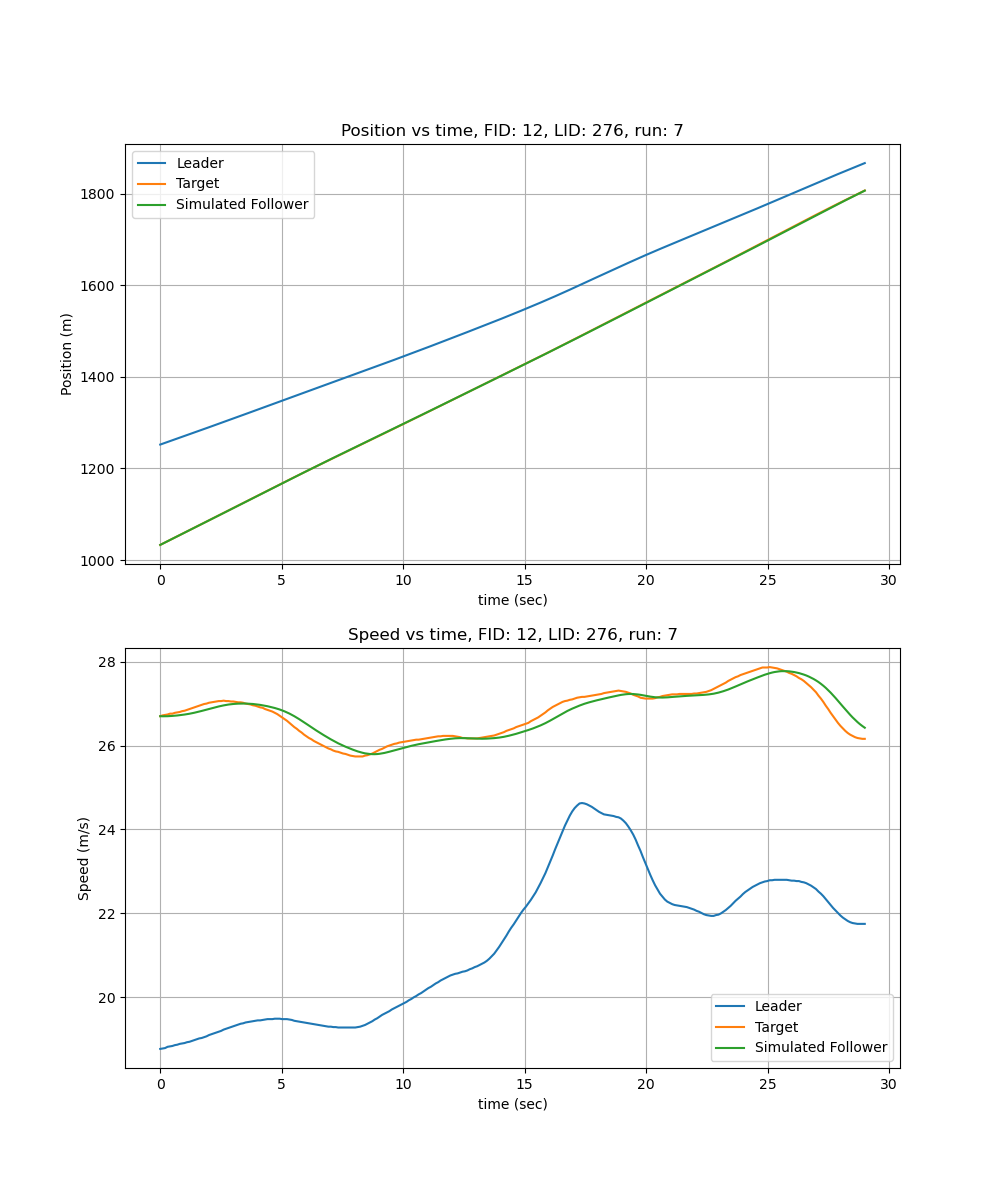 Position vs time, FID: 12, LID: 276, run: 7
Leader
Target
Simulated Follower
1800
1600
1400
1200
1000
Position (m)
0 5 10 15 20 25 30
time (sec)
Speed vs time, FID: 12, LID: 276, run: 7
28
26
24
22
20
Speed (m/s)
Leader
Target
Simulated Follower
0 5 10 15 20 25 30
time (sec)